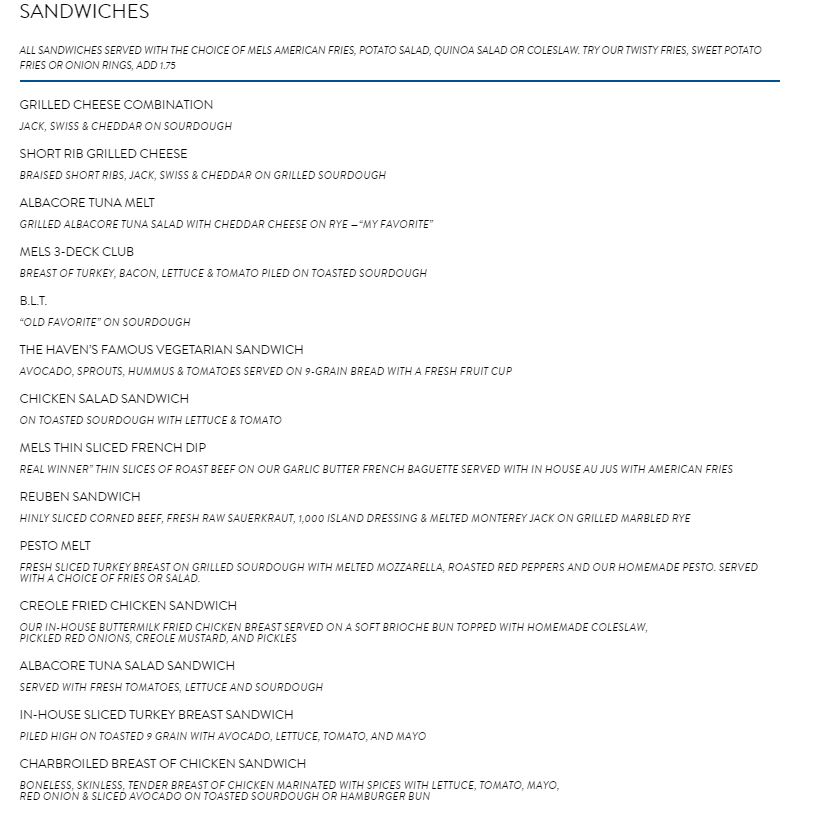 SANDWICHES
ALL SANDWICHES SERVED WITH THE CHOICE OF MELS AMERICAN FRIES, POTATO SALAD, QUINOA SALAD OR COLESLAW. TRY OUR TWISTY FRIES, SWEET POTATO
FRIES OR ONION RINGS, ADD 1.75
GRILLED CHEESE COMBINATION
JACK, SWISS & CHEDDAR ON SOURDOUGH
SHORT RIB GRILLED CHEESE
BRAISED SHORT RIBS, JACK, SWISS & CHEDDAR ON GRILLED SOURDOUGH
ALBACORE TUNA MELT
GRILLED ALBACORE TUNA SALAD WITH CHEDDAR CHEESE ON RYE –“MY FAVORITE”
MELS 3-DECK CLUB
BREAST OF TURKEY, BACON, LETTUCE & TOMATO PILED ON TOASTED SOURDOUGH
B.L.T.
“OLD FAVORITE” ON SOURDOUGH
THE HAVEN’S FAMOUS VEGETARIAN SANDWICH
AVOCADO, SPROUTS, HUMMUS & TOMATOES SERVED ON 9-GRAIN BREAD WITH A FRESH FRUIT CUP
CHICKEN SALAD SANDWICH
ON TOASTED SOURDOUGH WITH LETTUCE & TOMATO
MELS THIN SLICED FRENCH DIP
REAL WINNER” THIN SLICES OF ROAST BEEF ON OUR GARLIC BUTTER FRENCH BAGUETTE SERVED WITH IN HOUSE AU JUS WITH AMERICAN FRIES
REUBEN SANDWICH
HINLY SLICED CORNED BEEF, FRESH RAW SAUERKRAUT, 1,000 ISLAND DRESSING & MELTED MONTEREY JACK ON GRILLED MARBLED RYE
PESTO MELT
FRESH SLICED TURKEY BREAST ON GRILLED SOURDOUGH WITH MELTED MOZZARELLA, ROASTED RED PEPPERS AND OUR HOMEMADE PESTO. SERVED
WITH A CHOICE OF FRIES OR SALAD.
CREOLE FRIED CHICKEN SANDWICH
OUR IN-HOUSE BUTTERMILK FRIED CHICKEN BREAST SERVED ON A SOFT BRIOCHE BUN TOPPED WITH HOMEMADE COLESLAW,
PICKLED RED ONIONS, CREOLE MUSTARD, AND PICKLES
ALBACORE TUNA SALAD SANDWICH
SERVED WITH FRESH TOMATOES, LETTUCE AND SOURDOUGH
IN-HOUSE SLICED TURKEY BREAST SANDWICH
PILED HIGH ON TOASTED 9 GRAIN WITH AVOCADO, LETTUCE, TOMATO, AND MAYO
CHARBROILED BREAST OF CHICKEN SANDWICH
BONELESS, SKINLESS, TENDER BREAST OF CHICKEN MARINATED WITH SPICES WITH LETTUCE, TOMATO, MAYO,
RED ONION & SLICED AVOCADO ON TOASTED SOURDOUGH OR HAMBURGER BUN